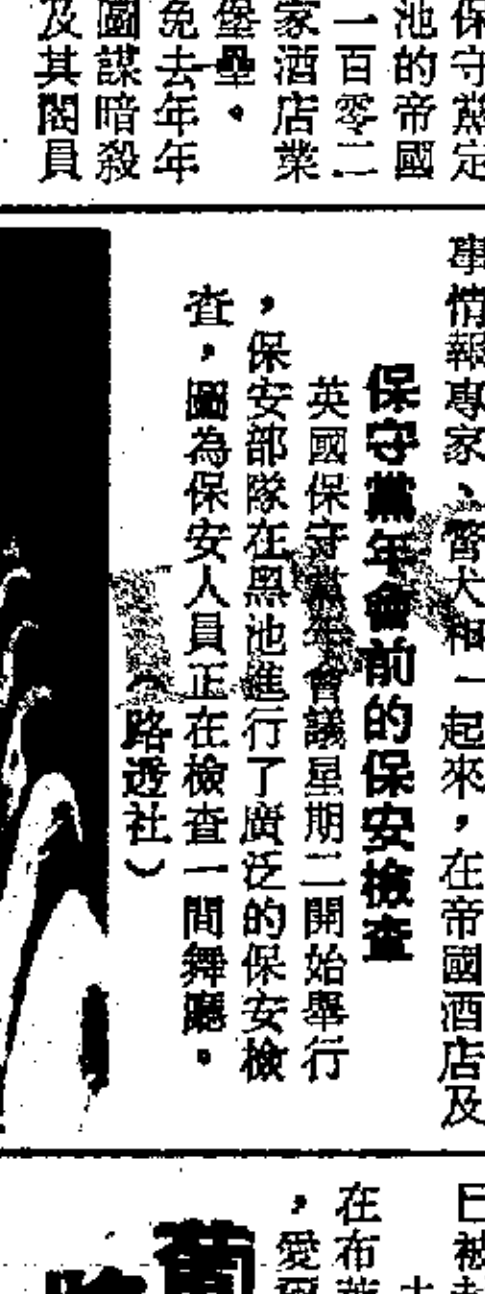 保守黨定
池的帝國
一百零二
家酒店業
堡壘。
免去年年
圖謀暗殺
及其閣員
事情報專家、警犬和一起來，在帝國酒店及
保守黨年會前的保安檢查
英國保守黨年會議星期二開始舉行
，保安部隊在黑池進行了廣泛的保安檢
查，圖為保安人員正在檢查一間舞廳。
（路透社）
已被
在布
，愛爾
葡